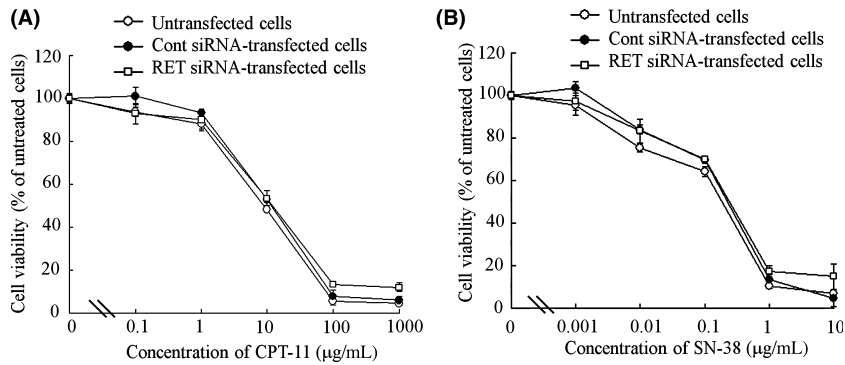 (A)
Untransfected cells
Cont siRNA-transfected cells
RET siRNA-transfected cells
Cell viability (% of untreated cells)
120
100
80
60
40
20
0
0 0.1 1 10 100 1000
Concentration of CPT-11 (μg/mL)
(B)
Untransfected cells
Cont siRNA-transfected cells
RET siRNA-transfected cells
Cell viability (% of untreated cells)
120
100
80
60
40
20
0
0 0.001 0.01 0.1 1 10
Concentration of SN-38 (μg/mL)